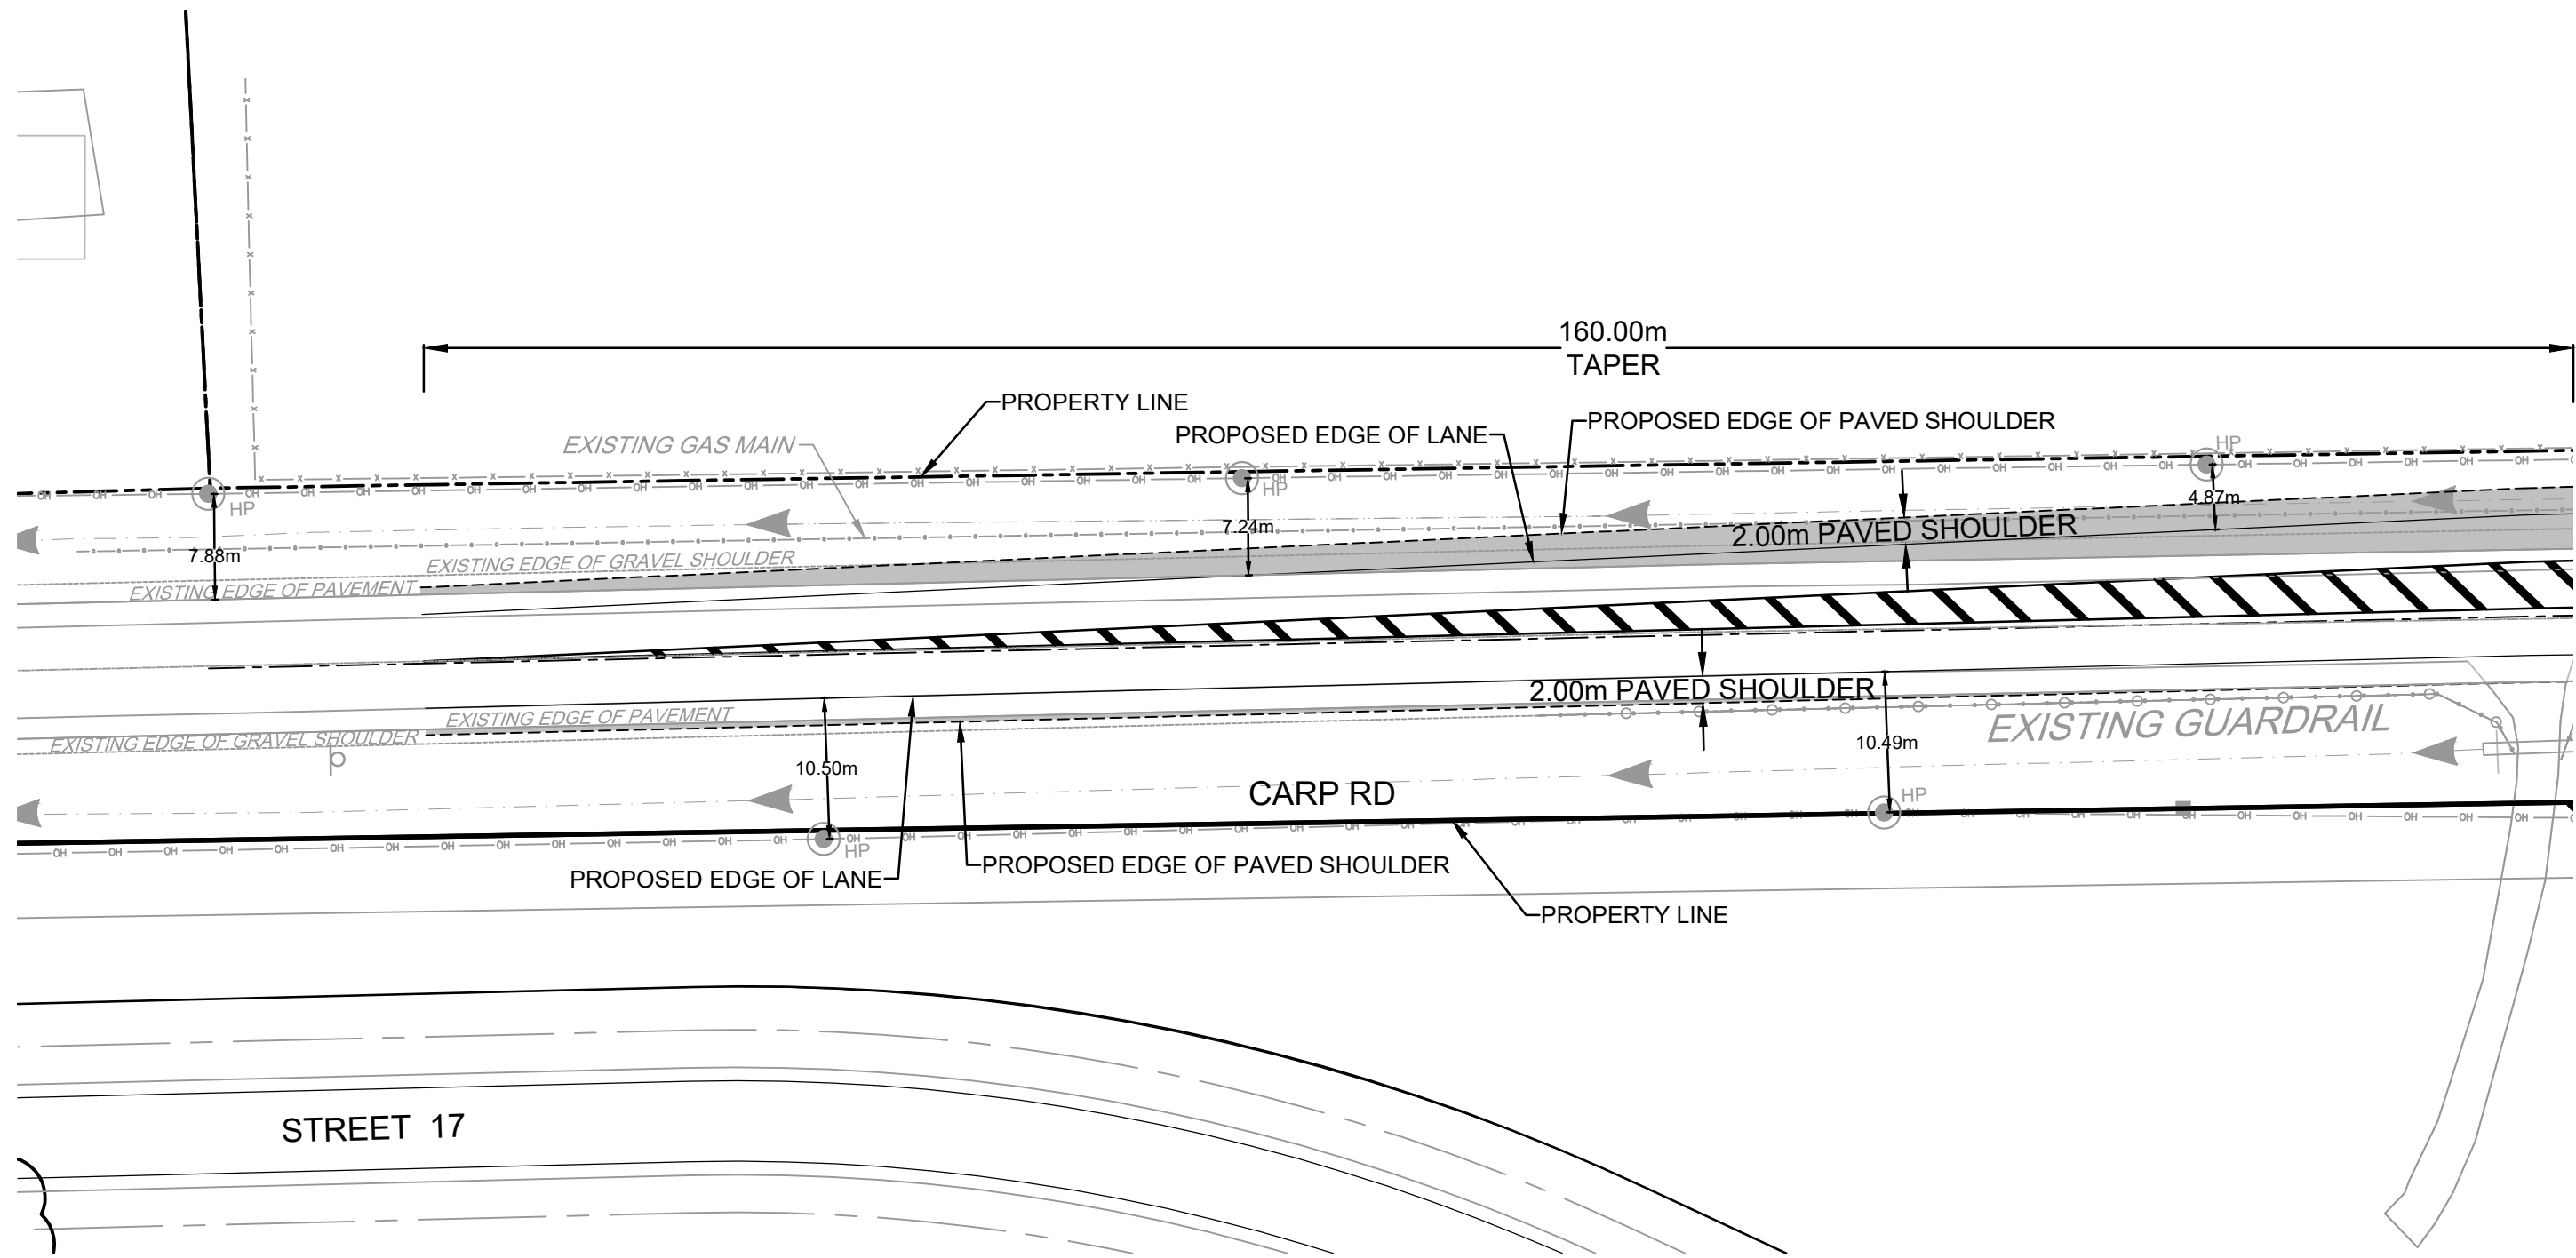 160.00m
TAPER
PROPERTY LINE
PROPOSED EDGE OF PAVED SHOULDER
PROPOSED EDGE OF LANE
EXISTING GAS MAIN
HP
HP
HP
4.87m
7.24m
2.00m PAVED SHOULDER
7.88m
EXISTING EDGE OF GRAVEL SHOULDER
EXISTING EDGE OF PAVEMENT
2.00m PAVED SHOULDER
EXISTING EDGE OF PAVEMENT
EXISTING EDGE OF GRAVEL SHOULDER
EXISTING GUARDRAIL
10.49m
10.50m
CARP RD
HP
HP
PROPOSED EDGE OF PAVED SHOULDER
PROPOSED EDGE OF LANE
PROPERTY LINE
STREET 17